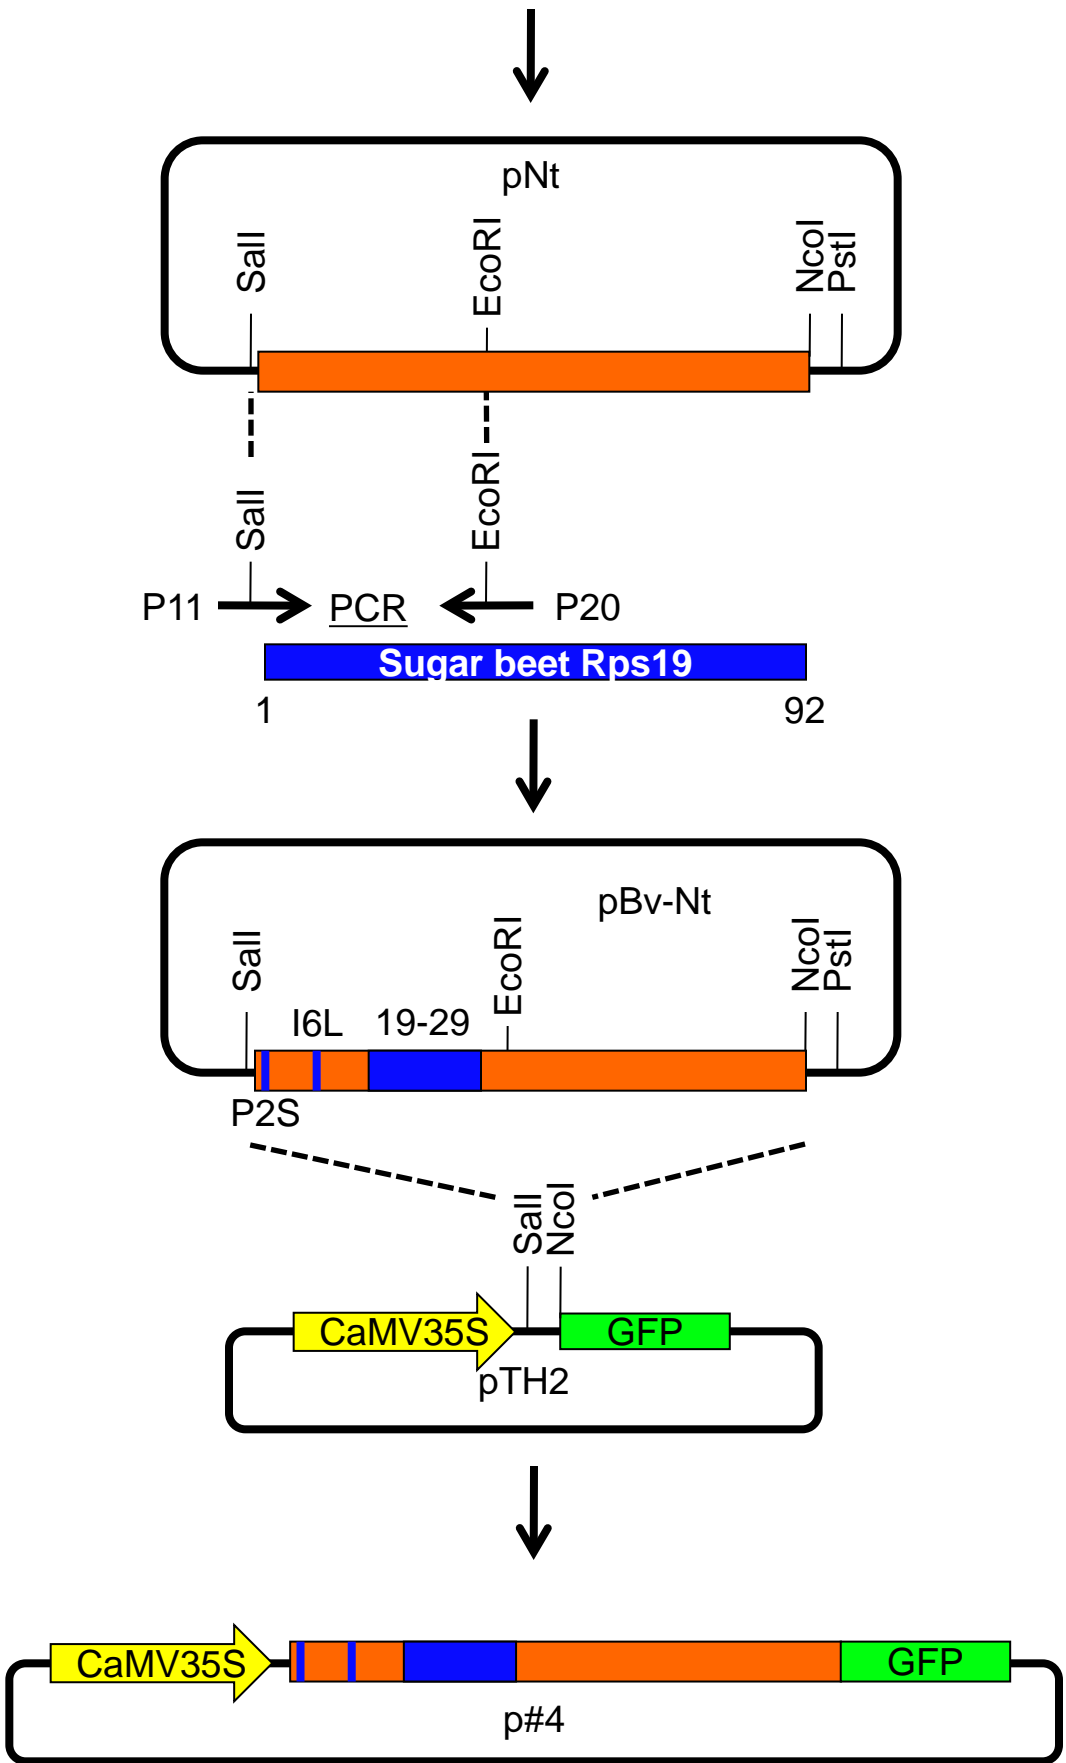 pNt
SalI
EcoRI
NcoI
PstI
SalI
EcoRI
P11
PCR
P20
Sugar beet Rps19
1
92
pBv-Nt
SalI
EcoRI
NcoI
PstI
I6L
19-29
P2S
SalI
NcoI
CaMV35S
GFP
pTH2
CaMV35S
GFP
p#4